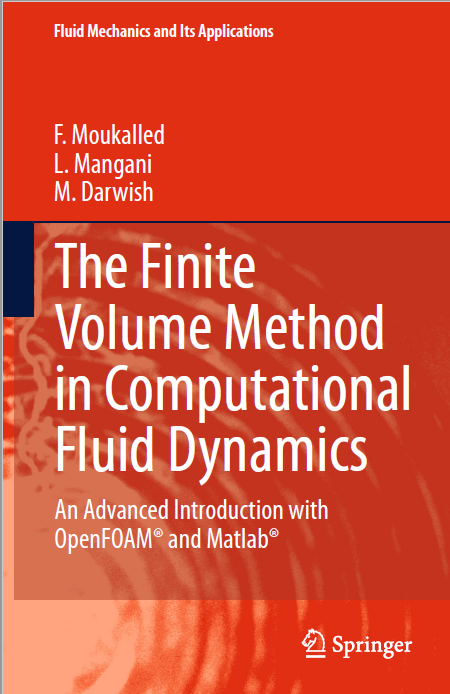 Fluid Mechanics and Its Applications
F. Moukalled
L. Mangani
M. Darwish
The Finite
Volume Method
in Computational
Fluid Dynamics
An Advanced Introduction with
OpenFOAM® and Matlab®
Springer